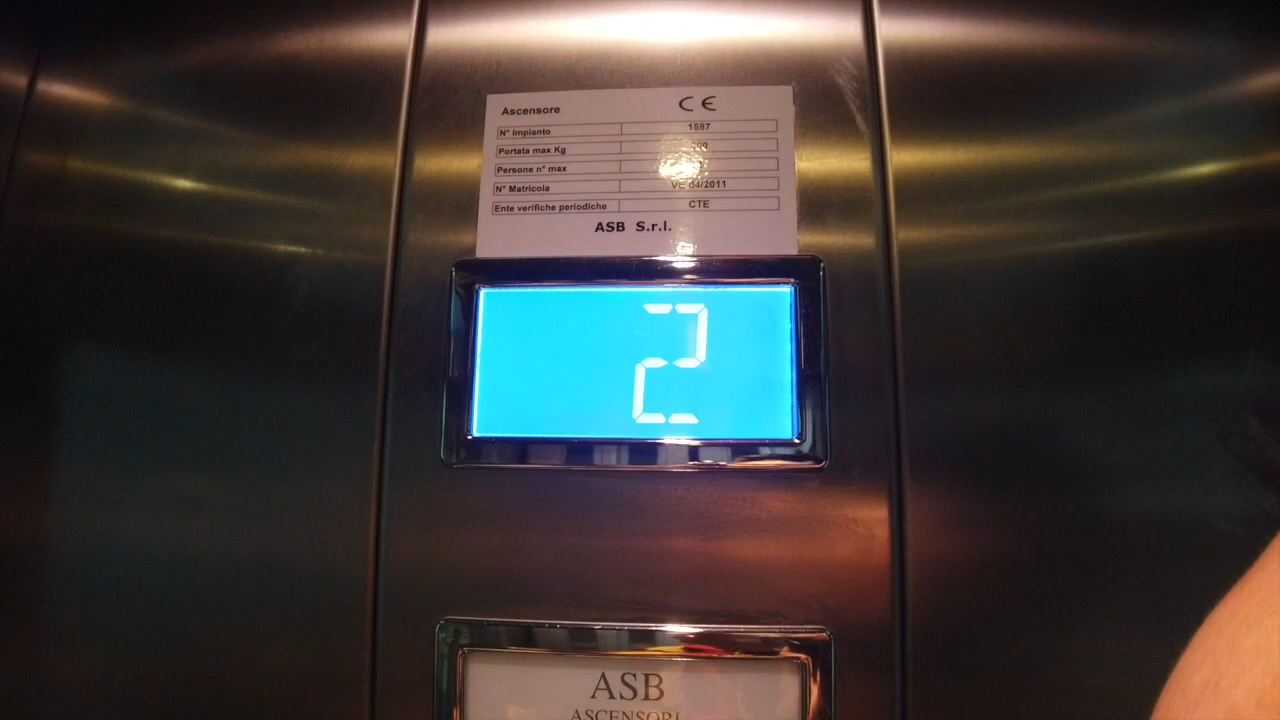 Ascensore CE
N° Impianto 1587
Portata max Kg
Persone n° max
N° Matricola VE 04/2011
Ente verifiche periodiche CTE
ASB S.r.l.
2
ASB
ASCENSORI